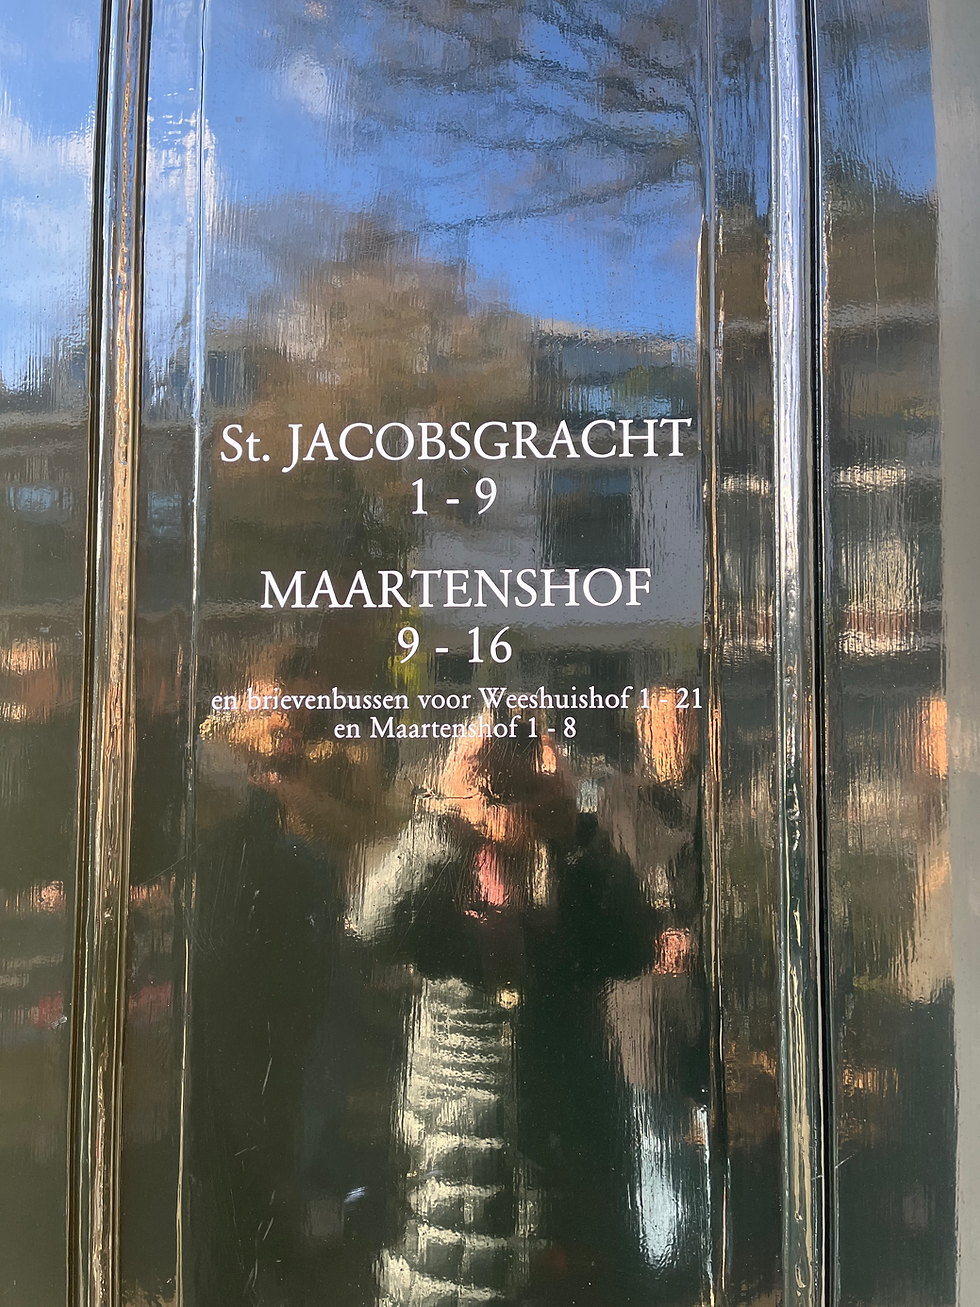 St. JACOBSGRACHT
1 - 9
MAARTENSHOF
9 - 16
en brievenbussen voor Weeshuishof 1 - 21
en Maartenshof 1 - 8